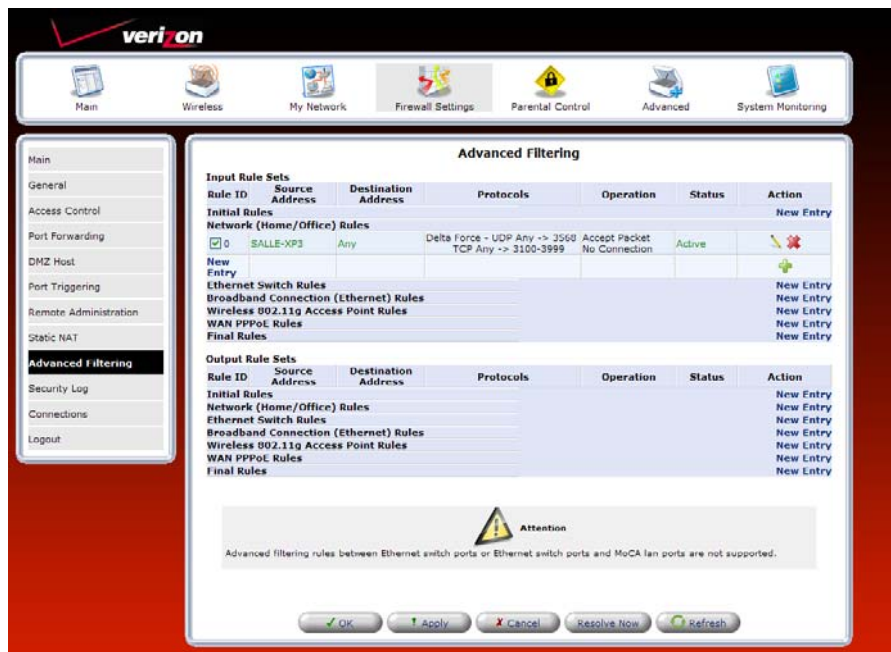 verizon
Main Wireless My Network Firewall Settings Parental Control Advanced System Monitoring
Main
General
Access Control
Port Forwarding
DMZ Host
Port Triggering
Remote Administration
Static NAT
Advanced Filtering
Security Log
Connections
Logout
Advanced Filtering
Input Rule Sets
Rule ID Source Address Destination Address Protocols Operation Status Action
Initial Rules New Entry
Network (Home/Office) Rules
0 SALLE-XP3 Any Delta Force - UDP Any -> 3568 Accept Packet Active
TCP Any -> 3100-3999 No Connection
New Entry
Ethernet Switch Rules New Entry
Broadband Connection (Ethernet) Rules New Entry
Wireless 802.11g Access Point Rules New Entry
WAN PPPoE Rules New Entry
Final Rules New Entry
Output Rule Sets
Rule ID Source Address Destination Address Protocols Operation Status Action
Initial Rules New Entry
Network (Home/Office) Rules New Entry
Ethernet Switch Rules New Entry
Broadband Connection (Ethernet) Rules New Entry
Wireless 802.11g Access Point Rules New Entry
WAN PPPoE Rules New Entry
Final Rules New Entry
Attention
Advanced filtering rules between Ethernet switch ports or Ethernet switch ports and MoCA lan ports are not supported.
OK Apply Cancel Resolve Now Refresh